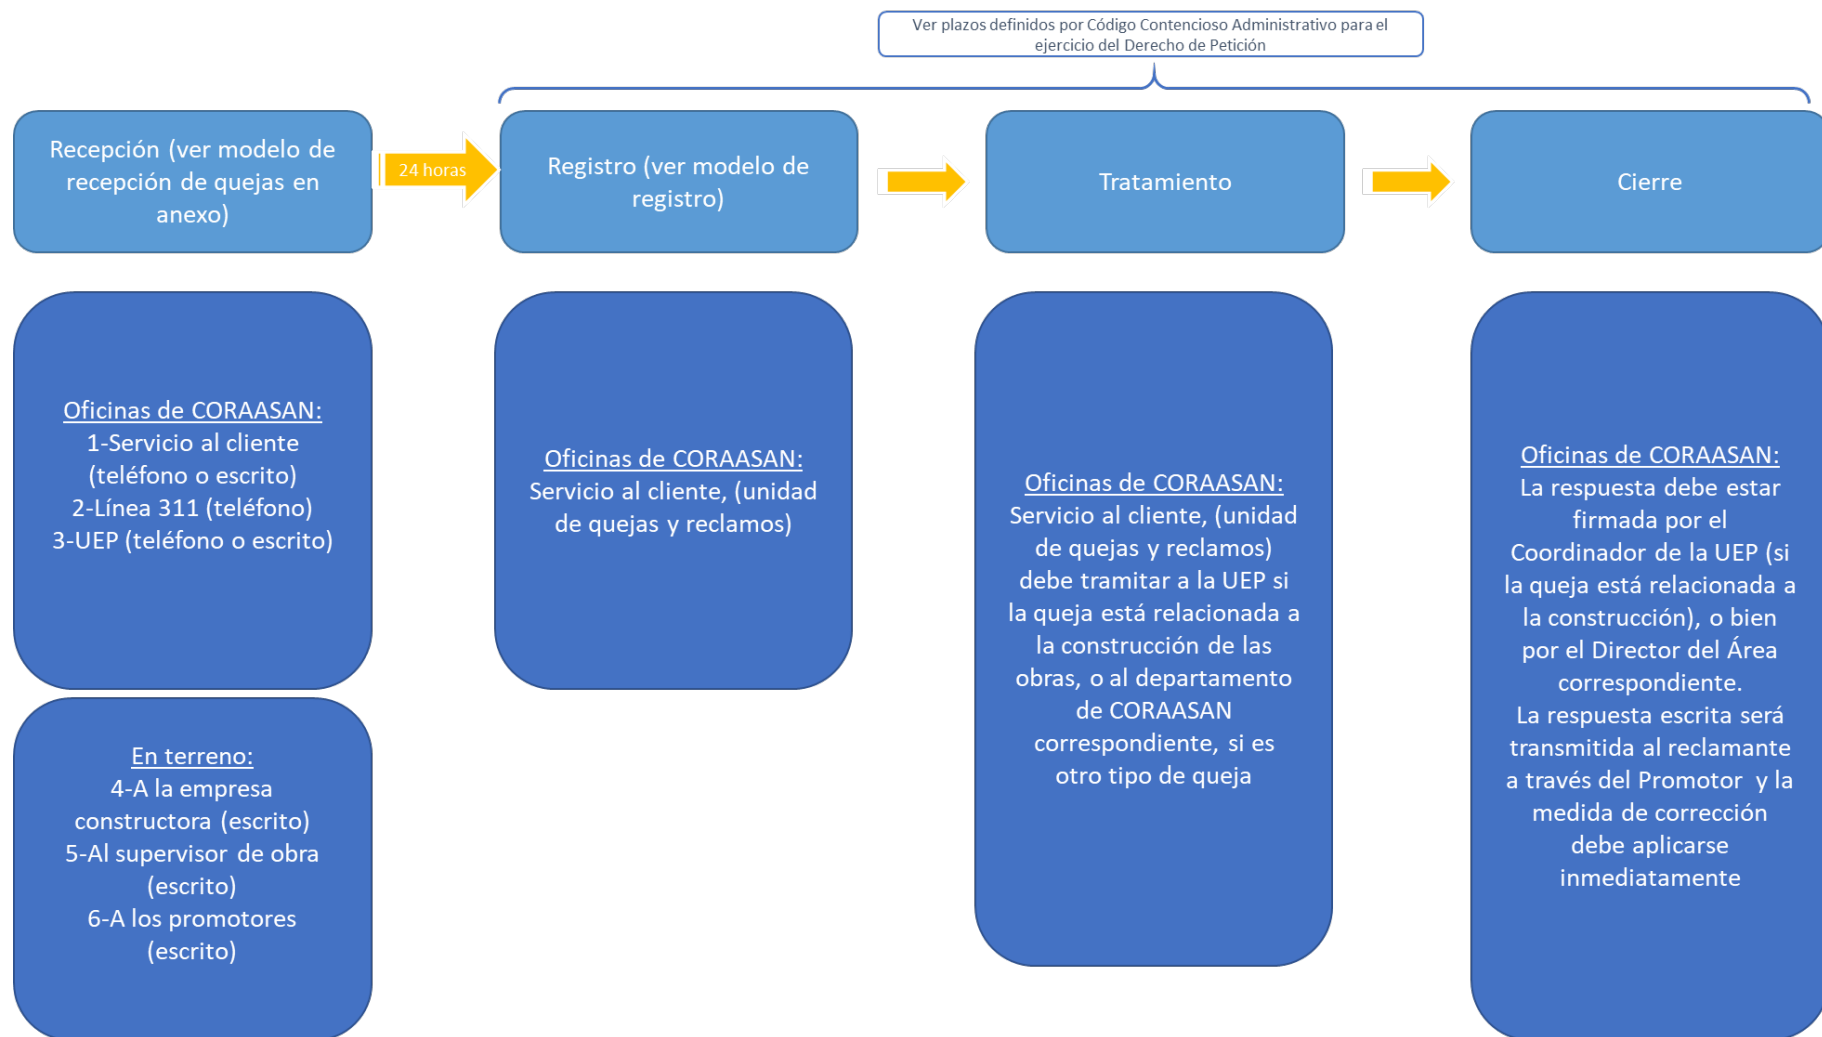 Ver plazos definidos por Código Contencioso Administrativo para el
ejercicio del Derecho de Petición
Recepción (ver modelo de
recepción de quejas en
anexo)
24 horas
Registro (ver modelo de
registro)
Tratamiento
Cierre
Oficinas de CORAASAN:
1-Servicio al cliente
(teléfono o escrito)
2-Línea 311 (teléfono)
3-UEP (teléfono o escrito)
En terreno:
4-A la empresa
constructora (escrito)
5-Al supervisor de obra
(escrito)
6-A los promotores
(escrito)
Oficinas de CORAASAN:
Servicio al cliente, (unidad
de quejas y reclamos)
Oficinas de CORAASAN:
Servicio al cliente, (unidad
de quejas y reclamos)
debe tramitar a la UEP si
la queja está relacionada a
la construcción de las
obras, o al departamento
de CORAASAN
correspondiente, si es
otro tipo de queja
Oficinas de CORAASAN:
La respuesta debe estar
firmada por el
Coordinador de la UEP (si
la queja está relacionada a
la construcción), o bien
por el Director del Área
correspondiente.
La respuesta escrita será
transmitida al reclamante
a través del Promotor y la
medida de corrección
debe aplicarse
inmediatamente